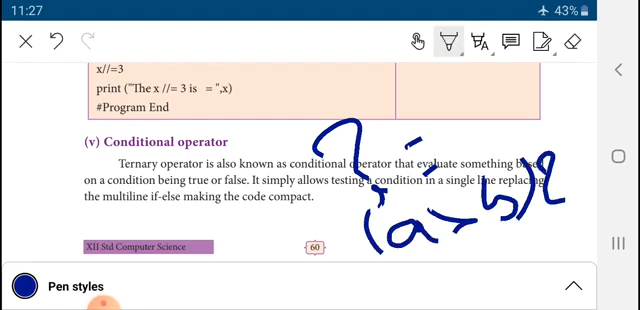 11:27 43%
x//=3
print ("The x //= 3 is = ",x)
#Program End
(v) Conditional operator
Ternary operator is also known as conditional operator that evaluate something based
on a condition being true or false. It simply allows testing a condition in a single line replacing
the multiline if-else making the code compact.
? :
(a>b)?
XII Std Computer Science 60
Pen styles